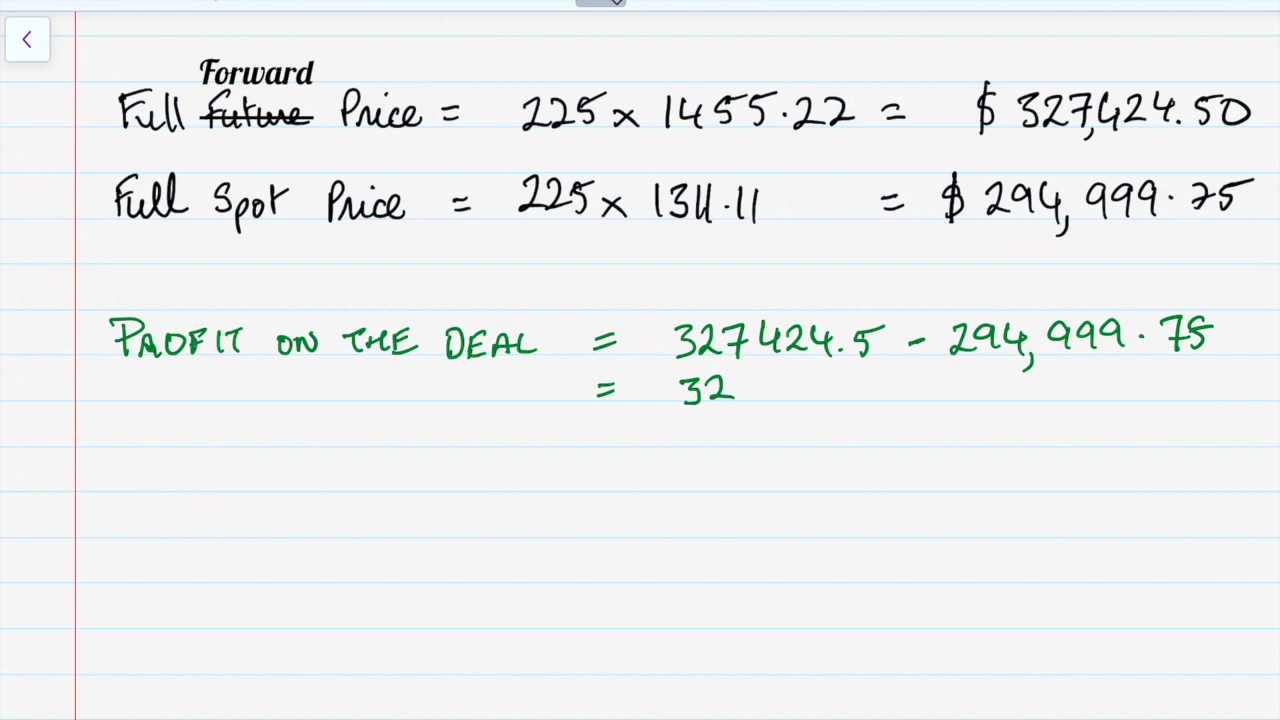 Forward
Full future Price = 225 x 1455.22 = $ 327,424.50
Full Spot Price = 225 x 1311.11 = $ 294,999.75
PROFIT ON THE DEAL = 327424.5 - 294,999.75
= 32